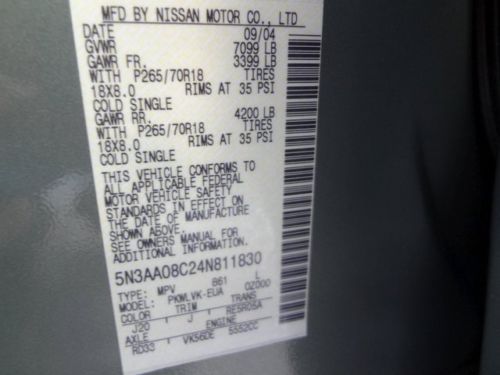 MFD BY NISSAN MOTOR CO., LTD
DATE 09/04
GVWR 7099 LB
GAWR FR. 3399 LB
WITH P265/70R18 TIRES
18X8.0 RIMS AT 35 PSI
COLD SINGLE
GAWR RR. 4200 LB
WITH P265/70R18 TIRES
18X8.0 RIMS AT 35 PSI
COLD SINGLE
THIS VEHICLE CONFORMS TO
ALL APPLICABLE FEDERAL
MOTOR VEHICLE SAFETY
STANDARDS IN EFFECT ON
THE DATE OF MANUFACTURE
SHOWN ABOVE.
SEE OWNERS MANUAL FOR
ADDITIONAL INFORMATION.
5N3AA08C24N811830
TYPE: MPV 861 L
MODEL: PKWLVK-EUA OZ000
COLOR TRIM TRANS
J20 J RE5R05A
AXLE ENGINE
RD33 VK56DE 5552CC